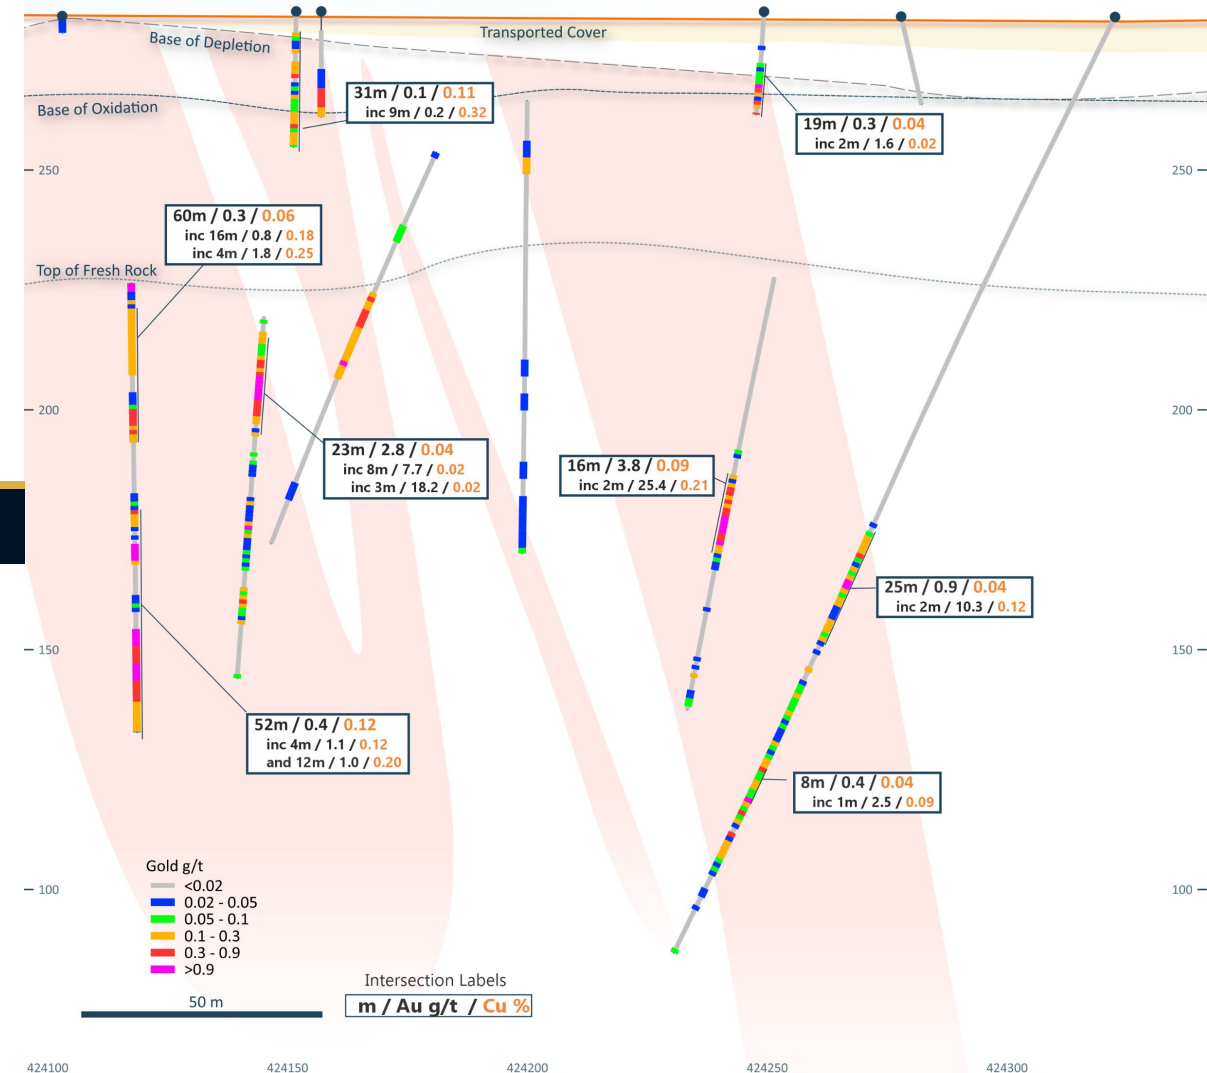 Transported Cover
Base of Depletion
Base of Oxidation
31m / 0.1 / 0.11
inc 9m / 0.2 / 0.32
19m / 0.3 / 0.04
inc 2m / 1.6 / 0.02
250
250
60m / 0.3 / 0.06
inc 16m / 0.8 / 0.18
inc 4m / 1.8 / 0.25
Top of Fresh Rock
200
200
23m / 2.8 / 0.04
inc 8m / 7.7 / 0.02
inc 3m / 18.2 / 0.02
16m / 3.8 / 0.09
inc 2m / 25.4 / 0.21
25m / 0.9 / 0.04
inc 2m / 10.3 / 0.12
150
150
52m / 0.4 / 0.12
inc 4m / 1.1 / 0.12
and 12m / 1.0 / 0.20
8m / 0.4 / 0.04
inc 1m / 2.5 / 0.09
100
100
Gold g/t
<0.02
0.02 - 0.05
0.05 - 0.1
0.1 - 0.3
0.3 - 0.9
>0.9
50 m
Intersection Labels
m / Au g/t / Cu %
424100
424150
424200
424250
424300